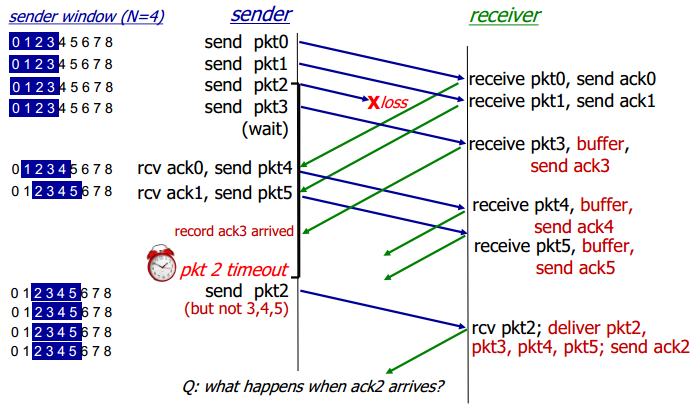 sender window (N=4) sender receiver
0 1 2 3 4 5 6 7 8 send pkt0
0 1 2 3 4 5 6 7 8 send pkt1 receive pkt0, send ack0
0 1 2 3 4 5 6 7 8 send pkt2 receive pkt1, send ack1
0 1 2 3 4 5 6 7 8 send pkt3 X loss
(wait) receive pkt3, buffer,
send ack3
0 1 2 3 4 5 6 7 8 rcv ack0, send pkt4
0 1 2 3 4 5 6 7 8 rcv ack1, send pkt5
receive pkt4, buffer,
send ack4
record ack3 arrived
receive pkt5, buffer,
send ack5
pkt 2 timeout
0 1 2 3 4 5 6 7 8 send pkt2
0 1 2 3 4 5 6 7 8 (but not 3,4,5)
0 1 2 3 4 5 6 7 8 rcv pkt2; deliver pkt2,
0 1 2 3 4 5 6 7 8 pkt3, pkt4, pkt5; send ack2
Q: what happens when ack2 arrives?